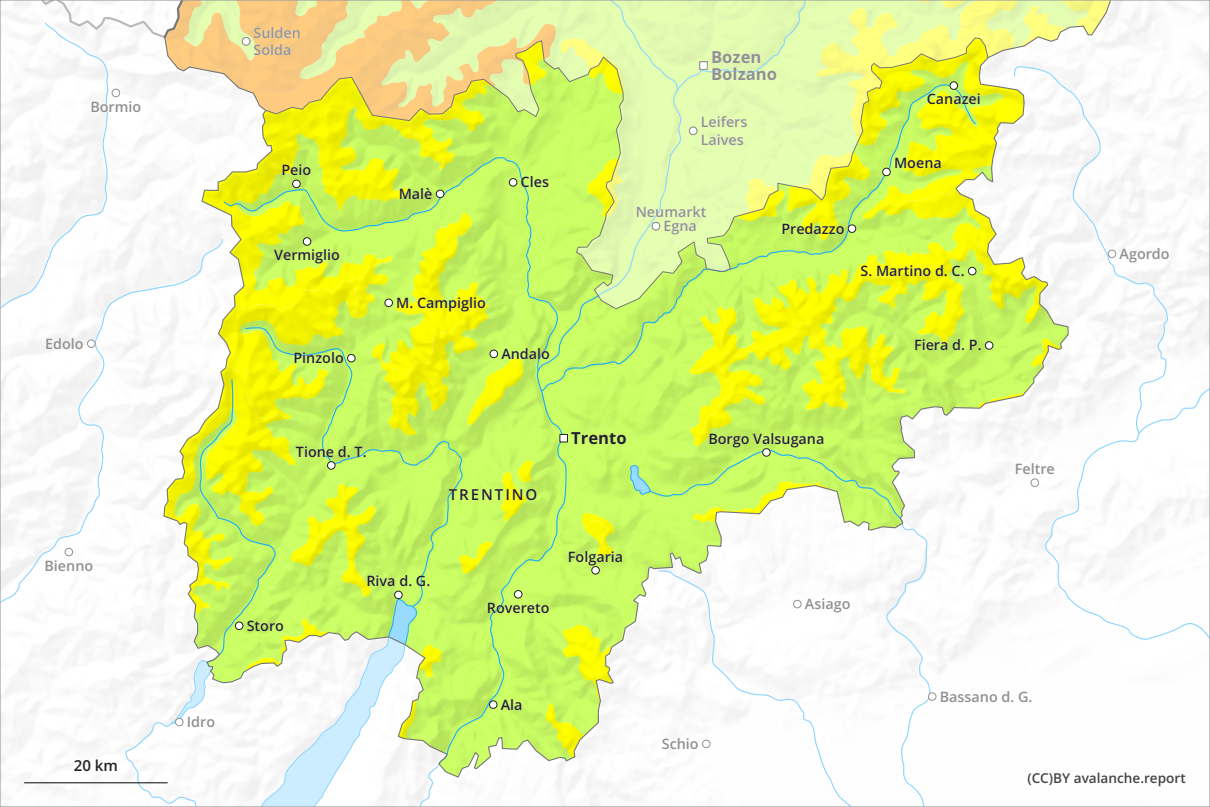 Sulden
Solda
Bozen
Bolzano
Bormio
Canazei
Leifers
Laives
Moena
Peio
Malè
Cles
Neumarkt
Egna
Predazzo
Vermiglio
Agordo
S. Martino d. C.
M. Campiglio
Edolo
Pinzolo
Andalo
Fiera d. P.
Trento
Borgo Valsugana
Tione d. T.
Feltre
TRENTINO
Bienno
Folgaria
Riva d. G.
Asiago
Rovereto
Storo
Bassano d. G.
Ala
Idro
Schio
20 km
(CC)BY avalanche.report